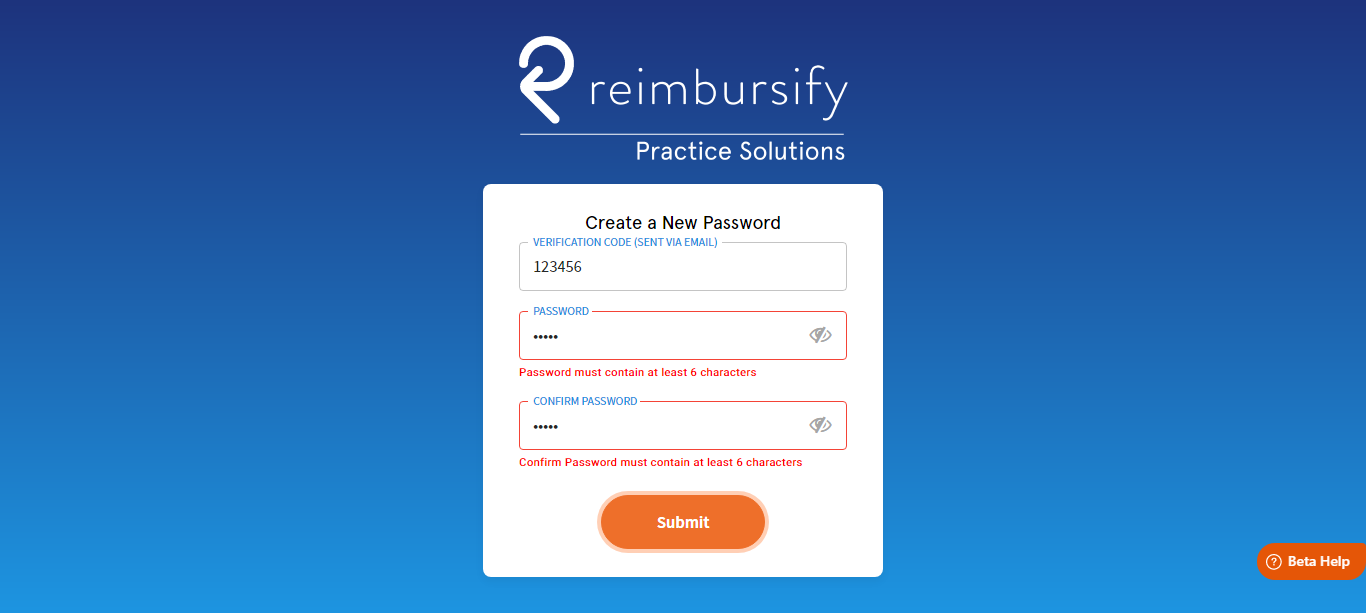 reimbursify
Practice Solutions
Create a New Password
VERIFICATION CODE (SENT VIA EMAIL)
123456
PASSWORD
•••••
Password must contain at least 6 characters
CONFIRM PASSWORD
•••••
Confirm Password must contain at least 6 characters
Submit
? Beta Help